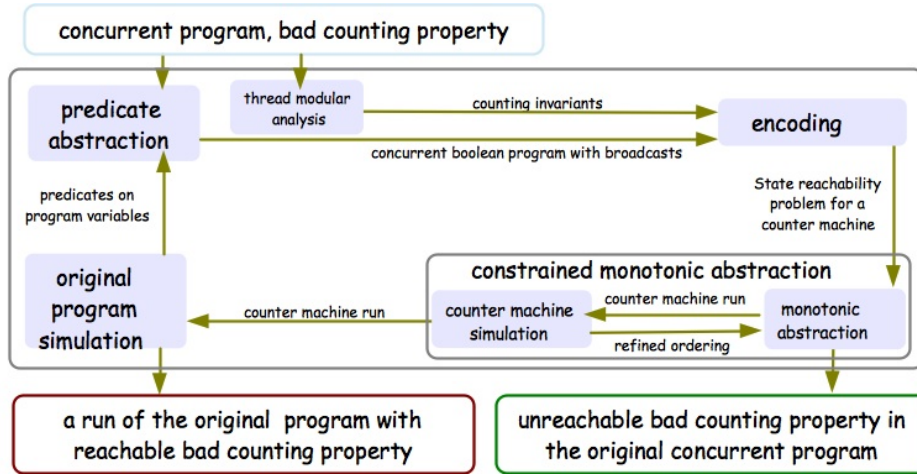 concurrent program, bad counting property
predicate
abstraction
thread modular
analysis
counting invariants
encoding
concurrent boolean program with broadcasts
predicates on
program variables
State reachability
problem for a
counter machine
original
program
simulation
constrained monotonic abstraction
counter machine run
counter machine
simulation
counter machine run
refined ordering
monotonic
abstraction
a run of the original program with
reachable bad counting property
unreachable bad counting property in
the original concurrent program